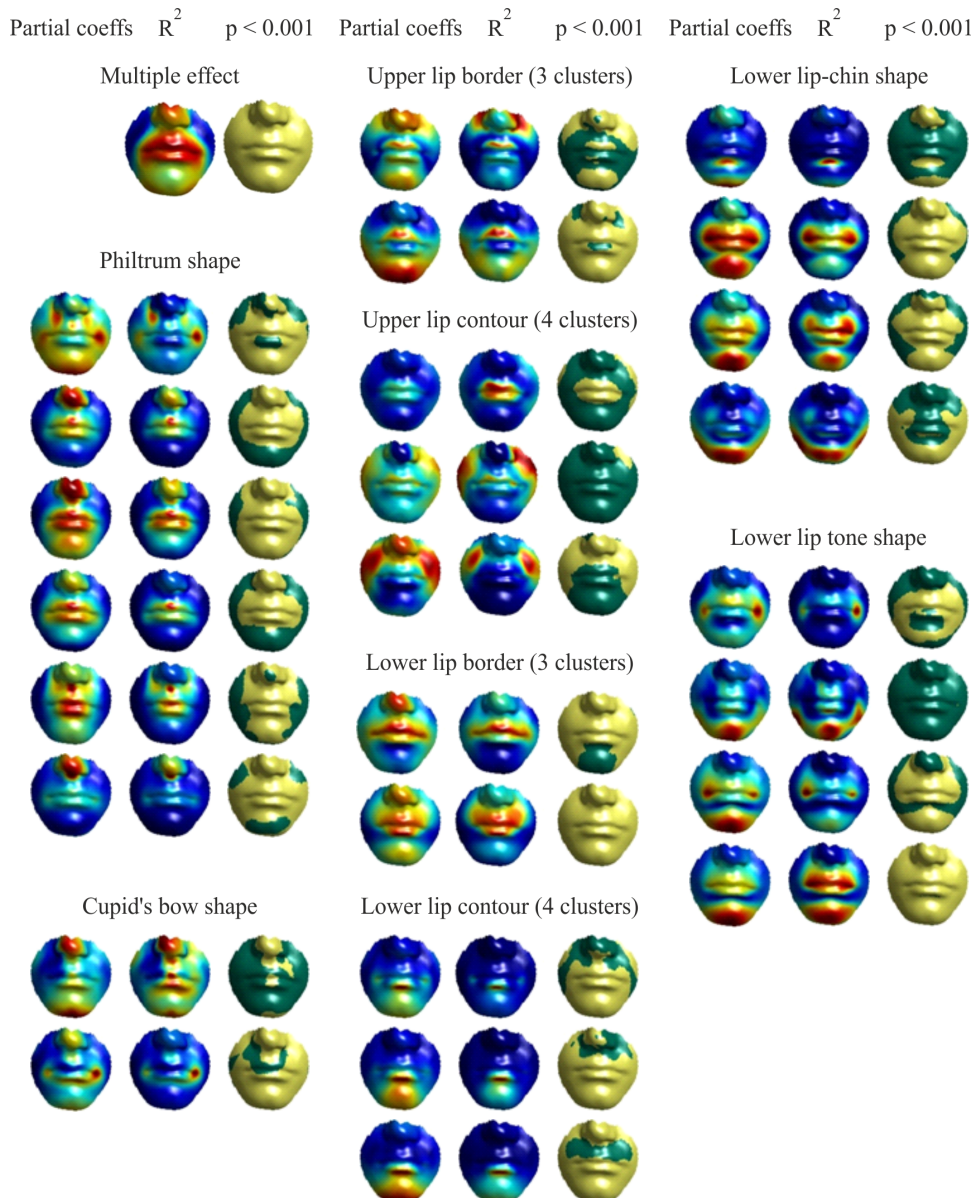 Partial coeffs R² p < 0.001 Partial coeffs R² p < 0.001 Partial coeffs R² p < 0.001
Multiple effect
Philtrum shape
Cupid's bow shape
Upper lip border (3 clusters)
Upper lip contour (4 clusters)
Lower lip border (3 clusters)
Lower lip contour (4 clusters)
Lower lip-chin shape
Lower lip tone shape